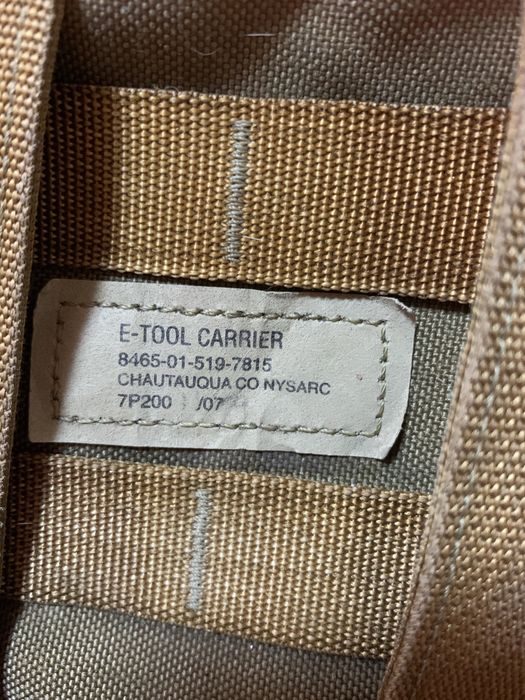 E-TOOL CARRIER
8465-01-519-7815
CHAUTAUQUA CO NYSARC
7P200 /07